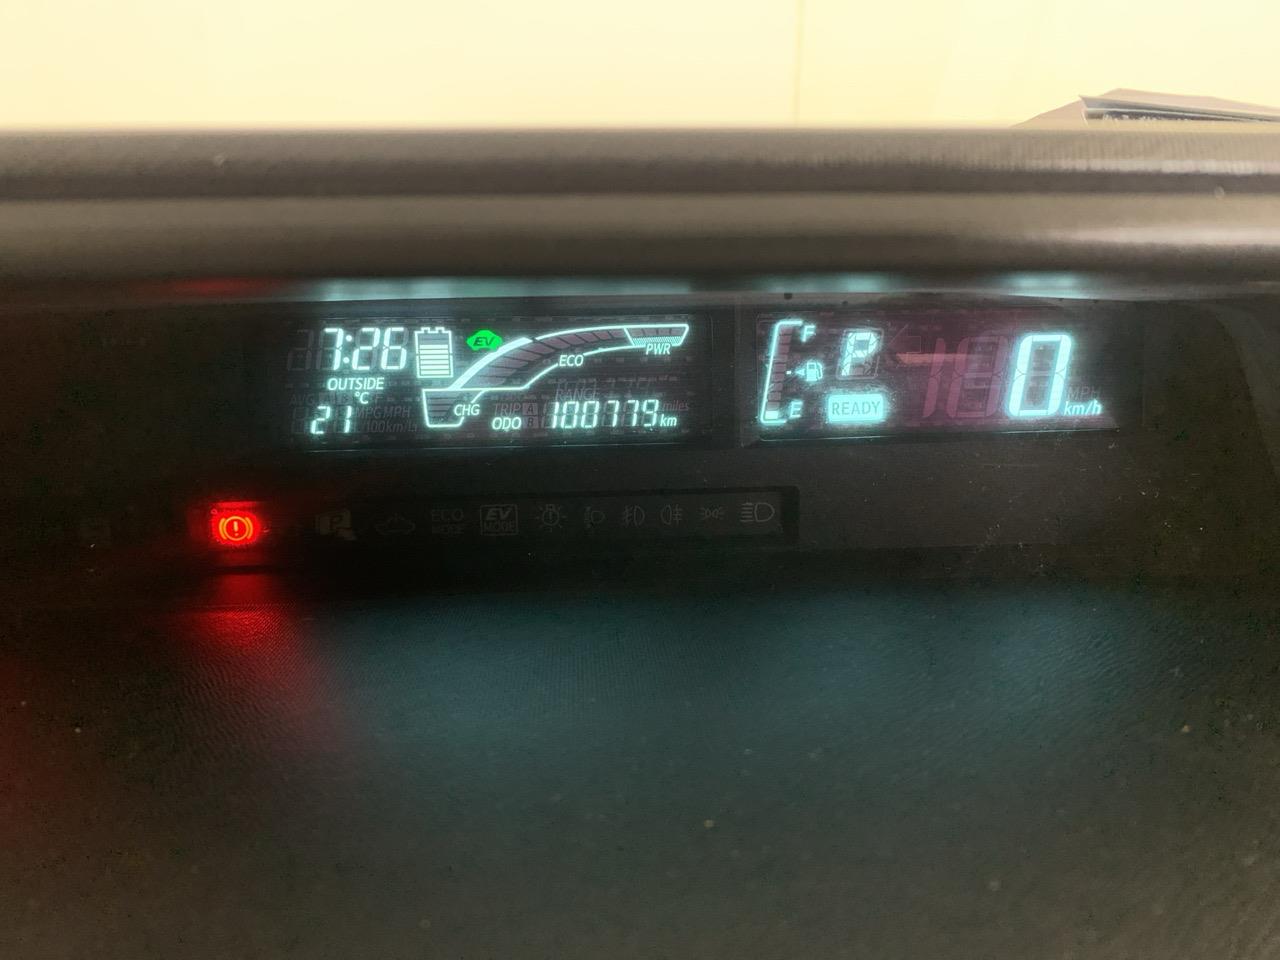 7:26
OUTSIDE
21 °C
EV
ECO
PWR
CHG
TRIP A
ODO 100779 km
F
E
P
READY
0
MPH
km/h
P
ECO MODE
EV MODE